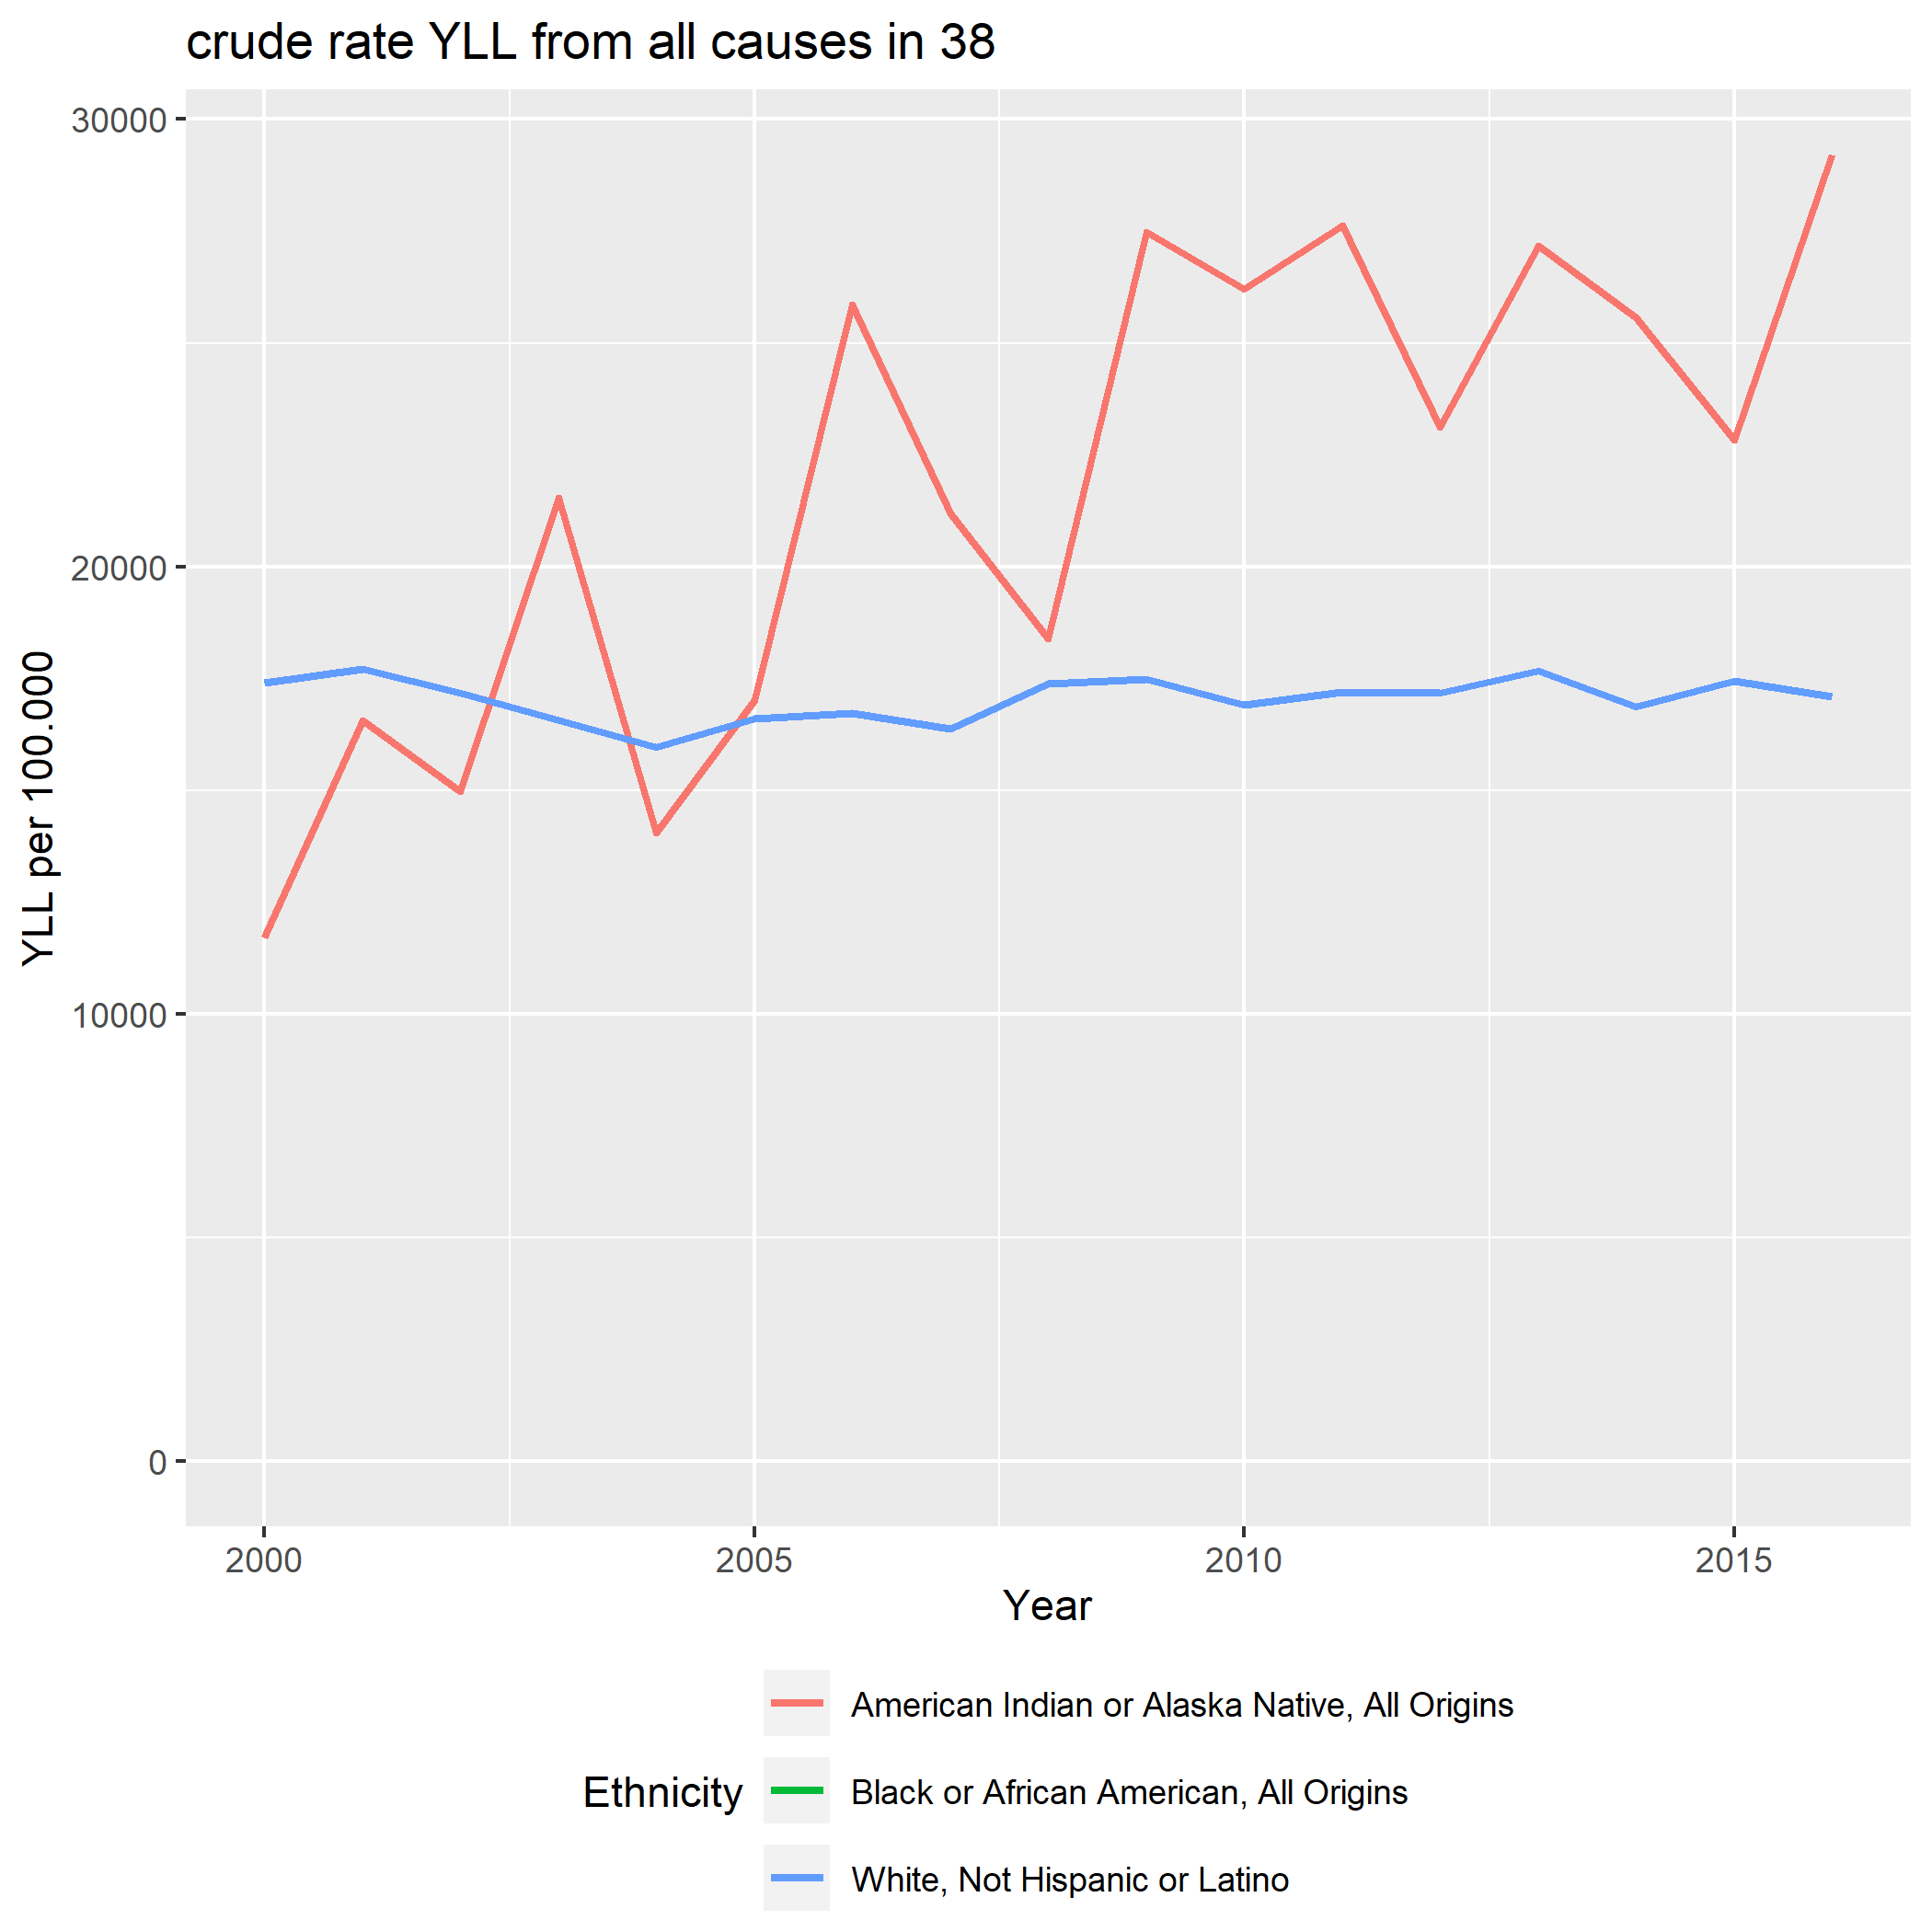 crude rate YLL from all causes in 38
30000
20000
10000
0
YLL per 100.000
2000 2005 2010 2015
Year
Ethnicity
American Indian or Alaska Native, All Origins
Black or African American, All Origins
White, Not Hispanic or Latino